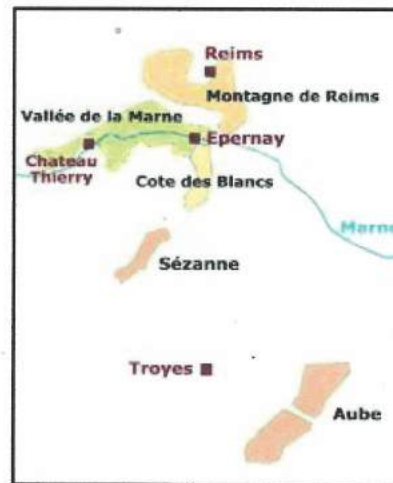 Reims
Montagne de Reims
Vallée de la Marne
Epernay
Chateau
Thierry
Cote des Blancs
Marne
Sézanne
Troyes
Aube